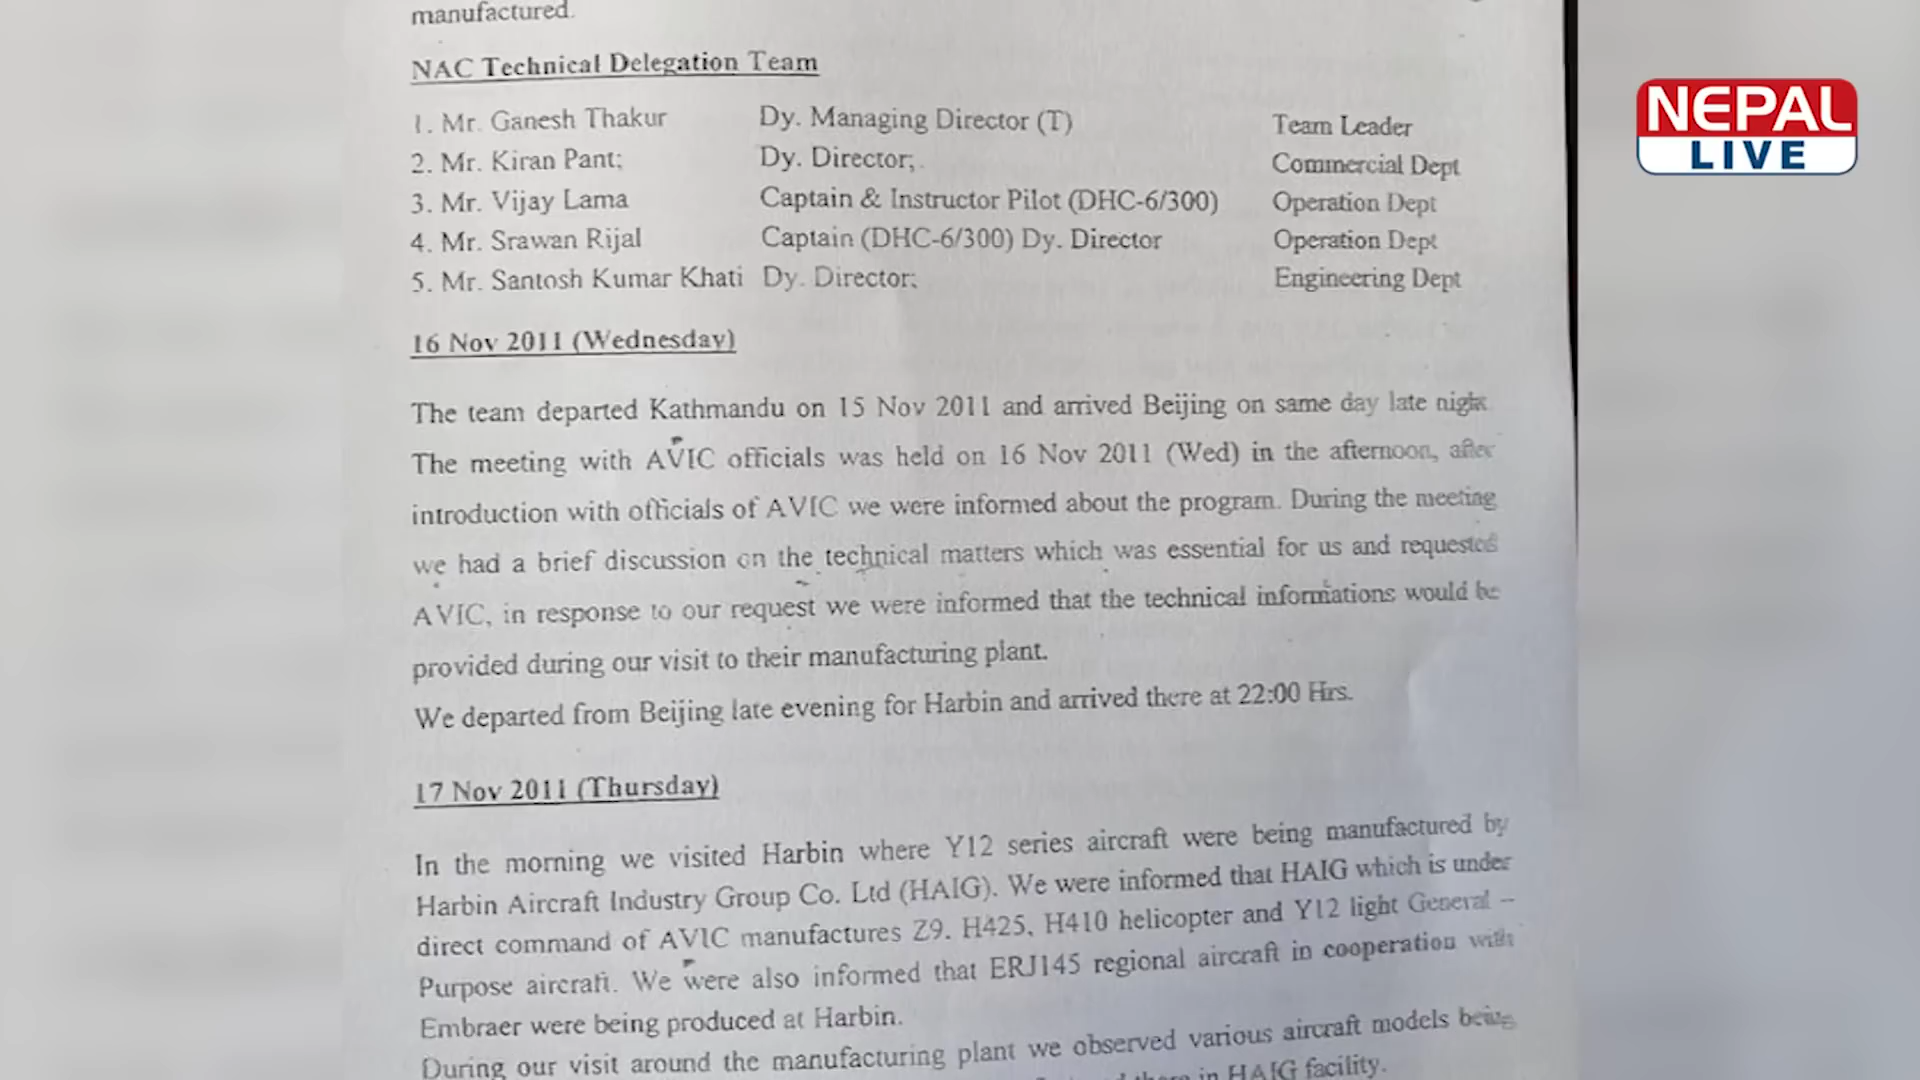 manufactured.
NAC Technical Delegation Team
1. Mr. Ganesh Thakur Dy. Managing Director (T) Team Leader
2. Mr. Kiran Pant; Dy. Director; Commercial Dept
3. Mr. Vijay Lama Captain & Instructor Pilot (DHC-6/300) Operation Dept
4. Mr. Srawan Rijal Captain (DHC-6/300) Dy. Director Operation Dept
5. Mr. Santosh Kumar Khati Dy. Director; Engineering Dept
16 Nov 2011 (Wednesday)
The team departed Kathmandu on 15 Nov 2011 and arrived Beijing on same day late night
The meeting with AVIC officials was held on 16 Nov 2011 (Wed) in the afternoon, after
introduction with officials of AVIC we were informed about the program. During the meeting
we had a brief discussion on the technical matters which was essential for us and requested
AVIC, in response to our request we were informed that the technical informations would be
provided during our visit to their manufacturing plant.
We departed from Beijing late evening for Harbin and arrived there at 22:00 Hrs.
17 Nov 2011 (Thursday)
In the morning we visited Harbin where Y12 series aircraft were being manufactured by
Harbin Aircraft Industry Group Co. Ltd (HAIG). We were informed that HAIG which is under
direct command of AVIC manufactures Z9. H425, H410 helicopter and Y12 light General –
Purpose aircraft. We were also informed that ERJ145 regional aircraft in cooperation with
Embraer were being produced at Harbin.
During our visit around the manufacturing plant we observed various aircraft models being
in HAIG facility.
NEPAL
LIVE